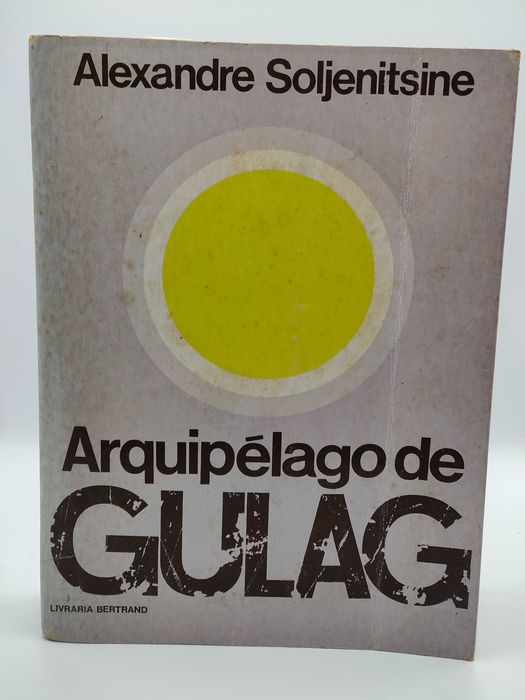 Alexandre Soljenitsine
Arquipélago de
GULAG
LIVRARIA BERTRAND